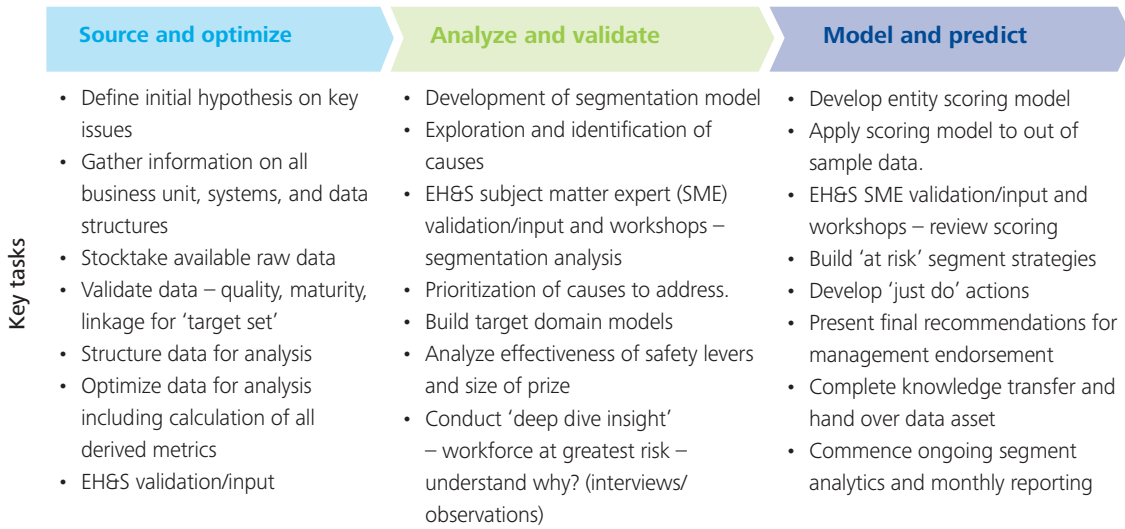 Source and optimize
Analyze and validate
Model and predict
Key tasks
• Define initial hypothesis on key
issues
• Gather information on all
business unit, systems, and data
structures
• Stocktake available raw data
• Validate data – quality, maturity,
linkage for ‘target set’
• Structure data for analysis
• Optimize data for analysis
including calculation of all
derived metrics
• EH&S validation/input
• Development of segmentation model
• Exploration and identification of
causes
• EH&S subject matter expert (SME)
validation/input and workshops –
segmentation analysis
• Prioritization of causes to address.
• Build target domain models
• Analyze effectiveness of safety levers
and size of prize
• Conduct ‘deep dive insight’
– workforce at greatest risk –
understand why? (interviews/
observations)
• Develop entity scoring model
• Apply scoring model to out of
sample data.
• EH&S SME validation/input and
workshops – review scoring
• Build ‘at risk’ segment strategies
• Develop ‘just do’ actions
• Present final recommendations for
management endorsement
• Complete knowledge transfer and
hand over data asset
• Commence ongoing segment
analytics and monthly reporting